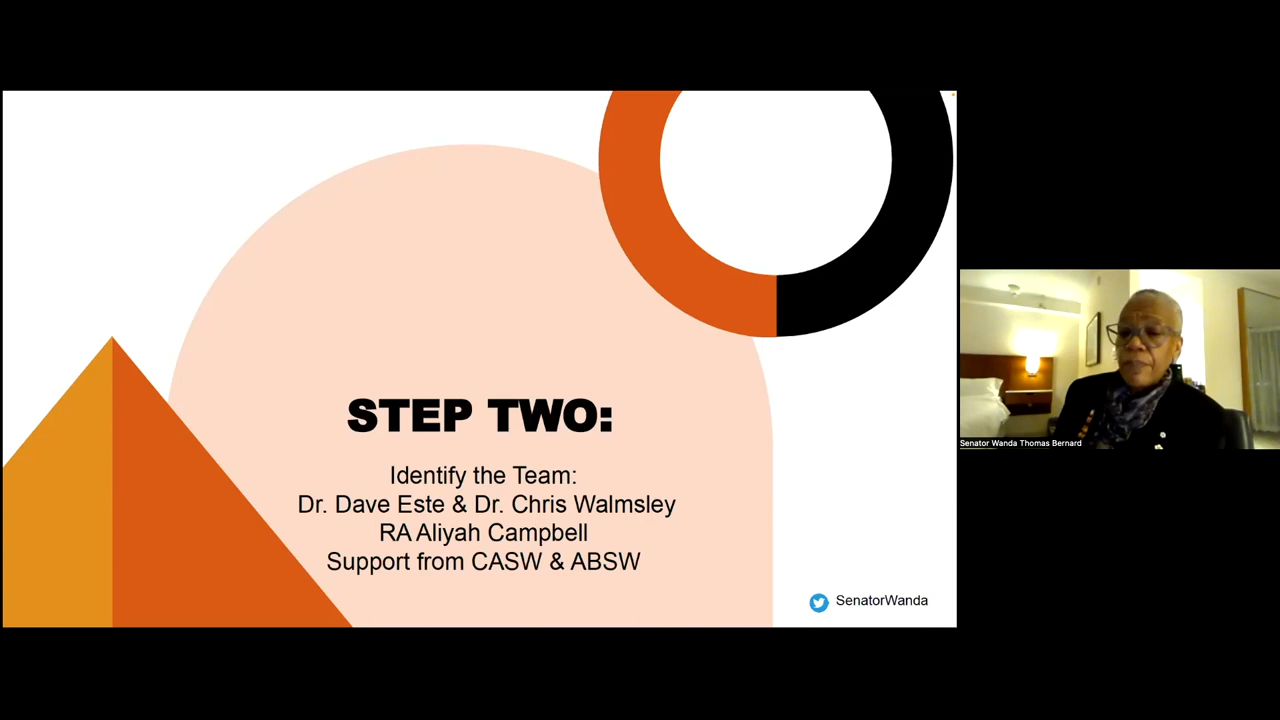 STEP TWO:
Identify the Team:
Dr. Dave Este & Dr. Chris Walmsley
RA Aliyah Campbell
Support from CASW & ABSW
SenatorWanda
Senator Wanda Thomas Bernard